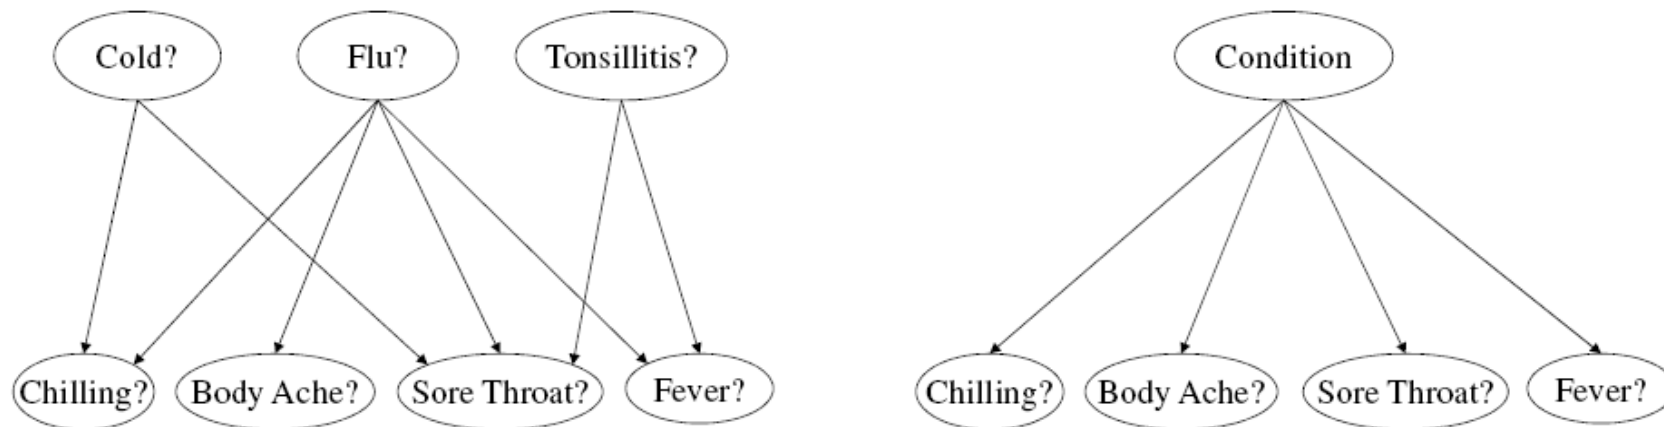 Cold?
Flu?
Tonsillitis?
Condition
Chilling?
Body Ache?
Sore Throat?
Fever?
Chilling?
Body Ache?
Sore Throat?
Fever?